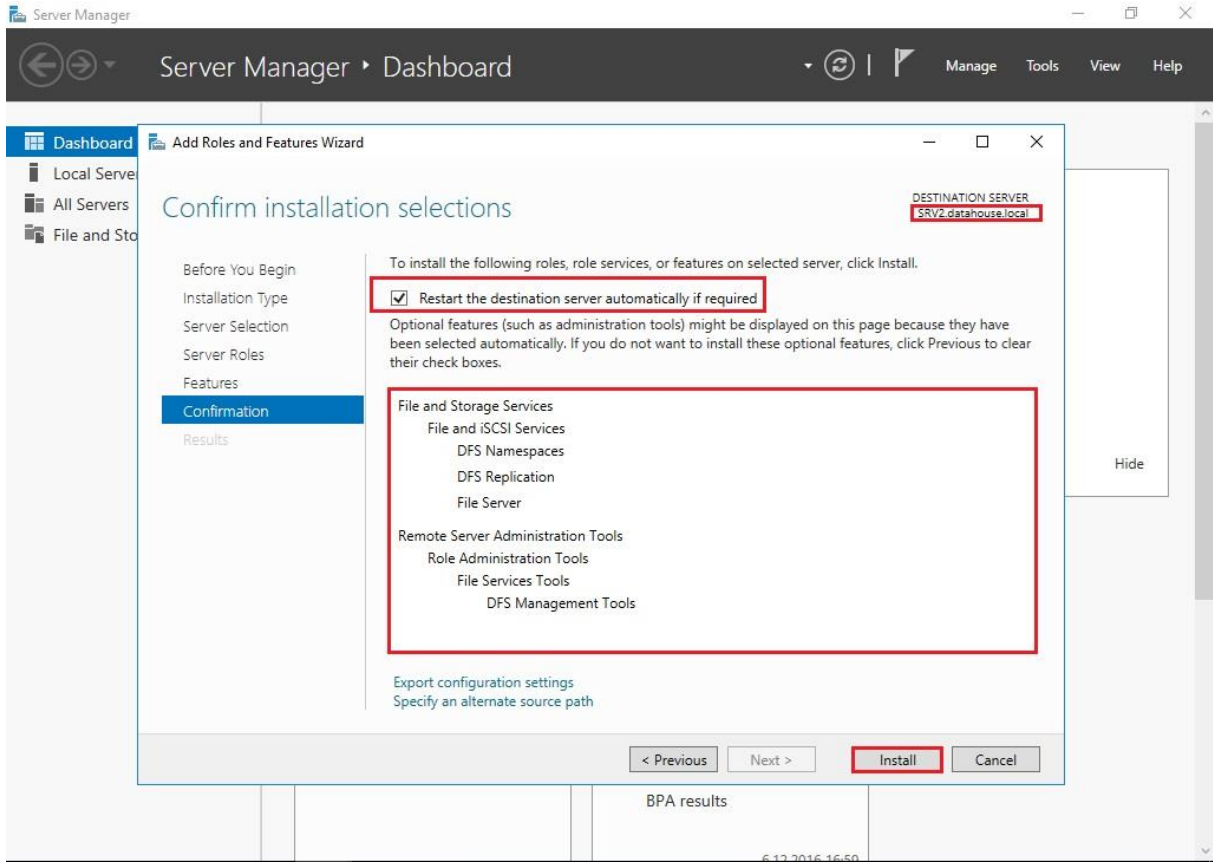 Server Manager
Server Manager ‣ Dashboard
Manage Tools View Help
Dashboard
Local Server
All Servers
File and Sto
Add Roles and Features Wizard
Confirm installation selections
DESTINATION SERVER
SRV2.datahouse.local
Before You Begin
Installation Type
Server Selection
Server Roles
Features
Confirmation
Results
To install the following roles, role services, or features on selected server, click Install.
Restart the destination server automatically if required
Optional features (such as administration tools) might be displayed on this page because they have
been selected automatically. If you do not want to install these optional features, click Previous to clear
their check boxes.
File and Storage Services
File and iSCSI Services
DFS Namespaces
DFS Replication
File Server
Remote Server Administration Tools
Role Administration Tools
File Services Tools
DFS Management Tools
Export configuration settings
Specify an alternate source path
< Previous
Next >
Install
Cancel
Hide
BPA results
6.12.2016 16:59